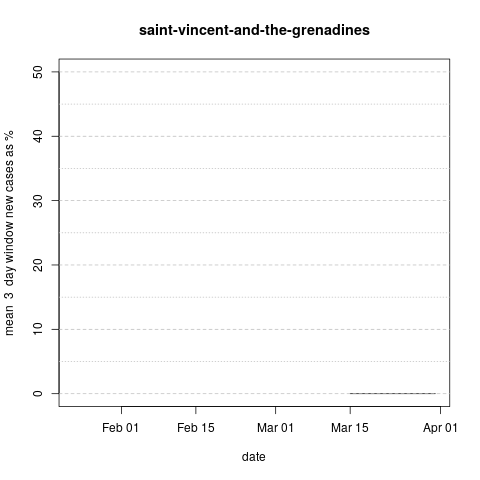 saint-vincent-and-the-grenadines
mean 3 day window new cases as %
50
40
30
20
10
0
Feb 01 Feb 15 Mar 01 Mar 15 Apr 01
date